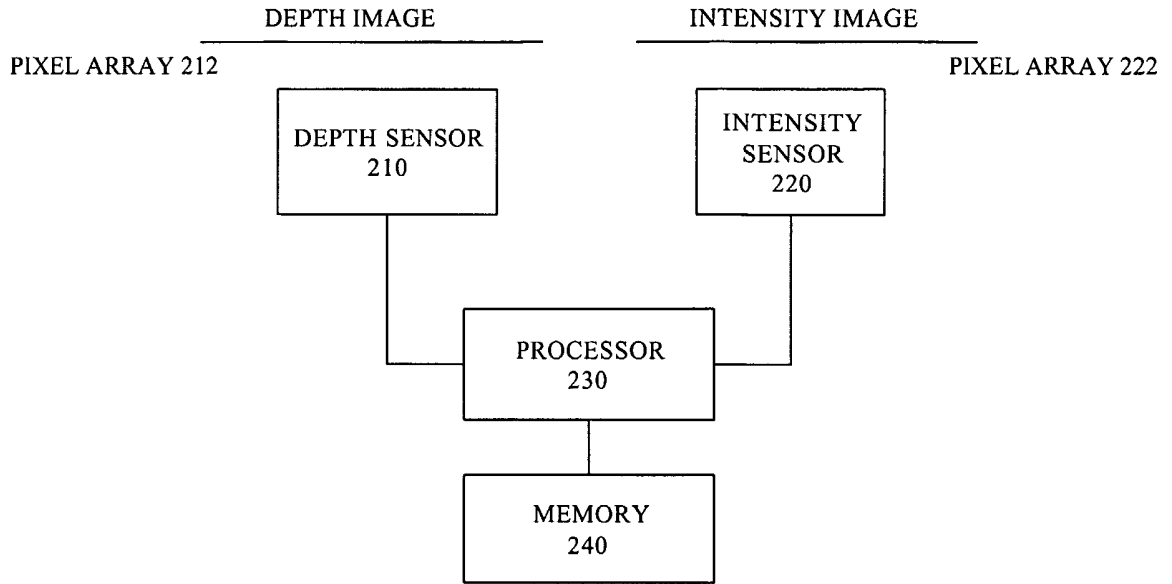 DEPTH IMAGE
INTENSITY IMAGE
PIXEL ARRAY 212
PIXEL ARRAY 222
DEPTH SENSOR
210
INTENSITY
SENSOR
220
PROCESSOR
230
MEMORY
240